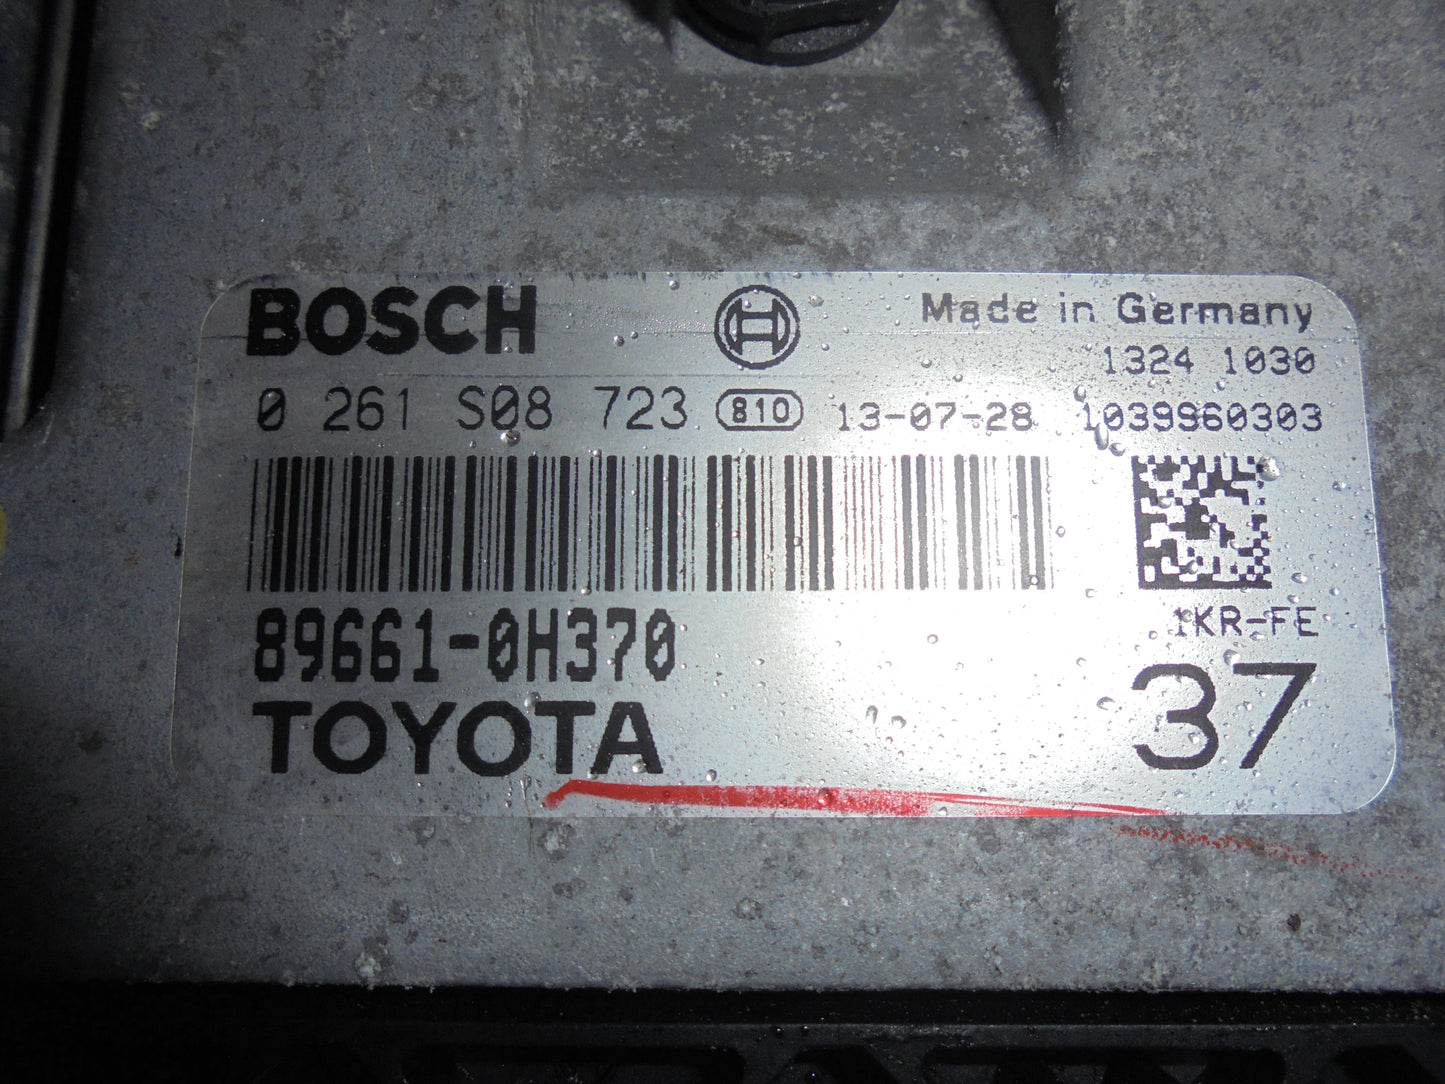 BOSCH Made in Germany
1324 1030
0 261 S08 723 810 13-07-28 1039960303
89661-0H370 1KR-FE
TOYOTA 37